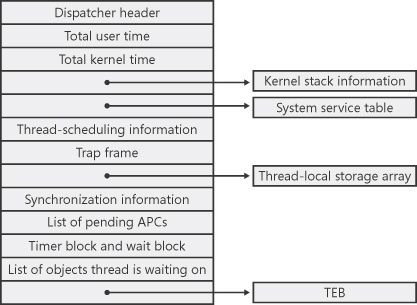 Dispatcher header
Total user time
Total kernel time
Kernel stack information
System service table
Thread-scheduling information
Trap frame
Thread-local storage array
Synchronization information
List of pending APCs
Timer block and wait block
List of objects thread is waiting on
TEB